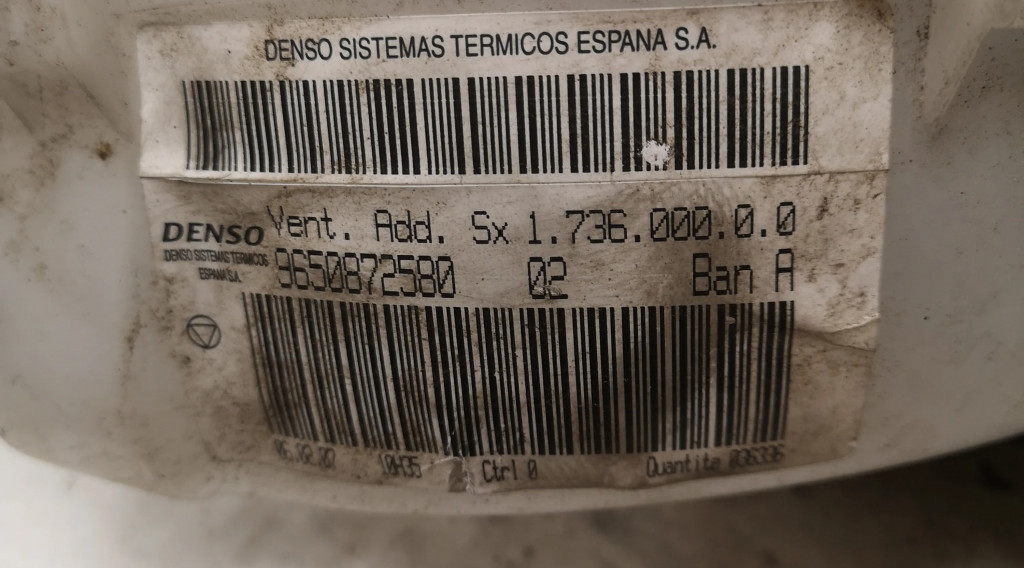 DENSO SISTEMAS TERMICOS ESPANA S.A.
Vent. Add. Sx 1.736.000.0.0
DENSO
DENSO SISTEMAS TERMICOS
ESPANA S.A.
9650872580 02 Ban A
10H35 Ctrl 0 Quantite